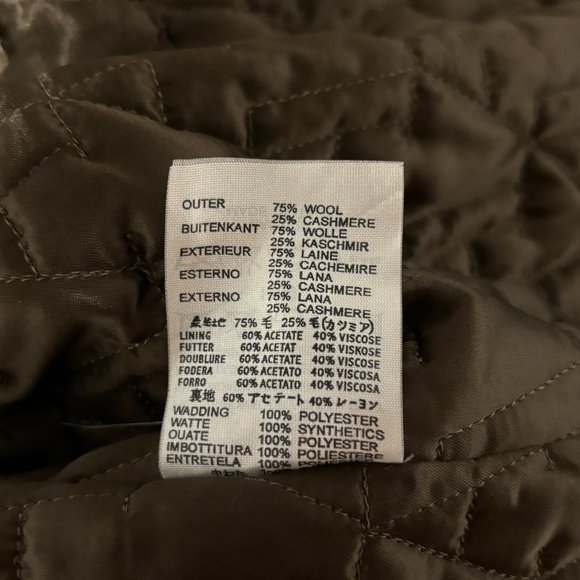 OUTER 75% WOOL
25% CASHMERE
BUITENKANT 75% WOLLE
25% KASCHMIR
EXTERIEUR 75% LAINE
25% CACHEMIRE
ESTERNO 75% LANA
25% CASHMERE
EXTERNO 75% LANA
25% CASHMERE
表生地 75% 毛 25% 毛(カシミア)
LINING 60% ACETATE 40% VISCOSE
FUTTER 60% ACETAT 40% VISKOSE
DOUBLURE 60% ACETATE 40% VISCOSE
FODERA 60% ACETATO 40% VISCOSA
FORRO 60% ACETATO 40% VISCOSA
裏地 60% アセテート 40% レーヨン
WADDING 100% POLYESTER
WATTE 100% SYNTHETICS
OUATE 100% POLYESTER
IMBOTTITURA 100% POLIESTERE
ENTRETELA 100% POLIESTER